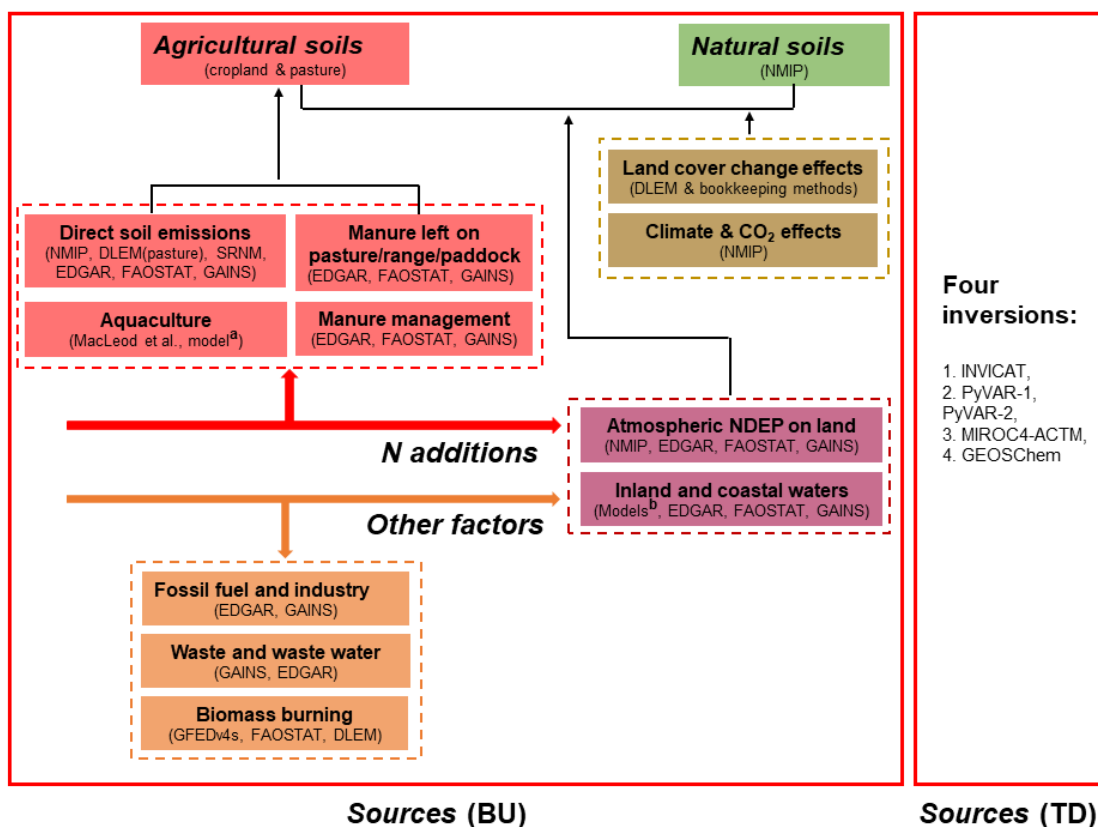 Agricultural soils
(cropland & pasture)
Natural soils
(NMIP)
Land cover change effects
(DLEM & bookkeeping methods)
Climate & CO₂ effects
(NMIP)
Direct soil emissions
(NMIP, DLEM(pasture), SRNM,
EDGAR, FAOSTAT, GAINS)
Manure left on
pasture/range/paddock
(EDGAR, FAOSTAT, GAINS)
Aquaculture
(MacLeod et al., modelᵃ)
Manure management
(EDGAR, FAOSTAT, GAINS)
N additions
Atmospheric NDEP on land
(NMIP, EDGAR, FAOSTAT, GAINS)
Inland and coastal waters
(Modelsᵇ, EDGAR, FAOSTAT, GAINS)
Other factors
Fossil fuel and industry
(EDGAR, GAINS)
Waste and waste water
(GAINS, EDGAR)
Biomass burning
(GFEDv4s, FAOSTAT, DLEM)
Sources (BU)
Four
inversions:
1. INVICAT,
2. PyVAR-1,
PyVAR-2,
3. MIROC4-ACTM,
4. GEOSChem
Sources (TD)